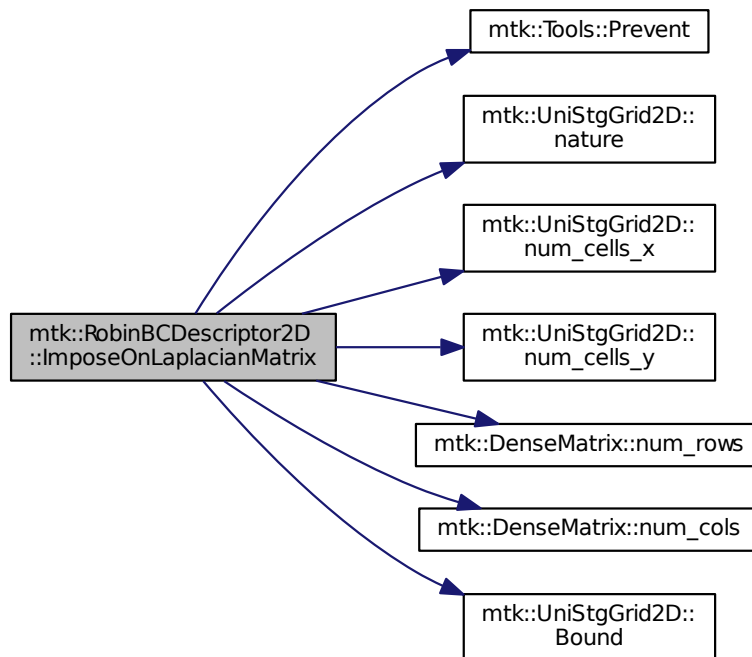 mtk::Tools::Prevent
mtk::UniStgGrid2D::
nature
mtk::UniStgGrid2D::
num_cells_x
mtk::RobinBCDescriptor2D
::ImposeOnLaplacianMatrix
mtk::UniStgGrid2D::
num_cells_y
mtk::DenseMatrix::num_rows
mtk::DenseMatrix::num_cols
mtk::UniStgGrid2D::
Bound